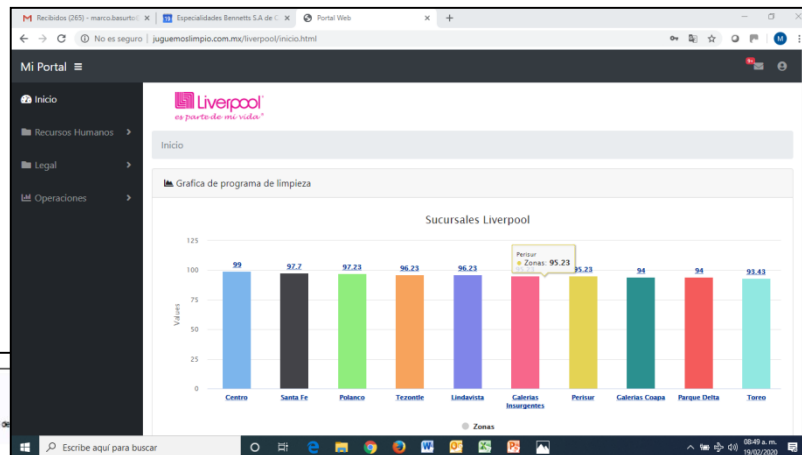 Recibidos (265) - marco.basurto
Especialidades Bennetts S.A de C
Portal Web
No es seguro | juguemoslimpio.com.mx/liverpool/inicio.html
M
Mi Portal
9+
Inicio
Recursos Humanos
Legal
Operaciones
Liverpool
es parte de mi vida
Inicio
Grafica de programa de limpieza
Sucursales Liverpool
Values
125
100
75
50
25
0
99
97.7
97.23
96.23
96.23
95.23
94
94
93.43
Perisur
Zonas: 95.23
Centro
Santa Fe
Polanco
Tezontle
Lindavista
Galerias
Insurgentes
Perisur
Galerias Coapa
Parque Delta
Toreo
Zonas
Escribe aquí para buscar
08:49 a. m.
19/02/2020